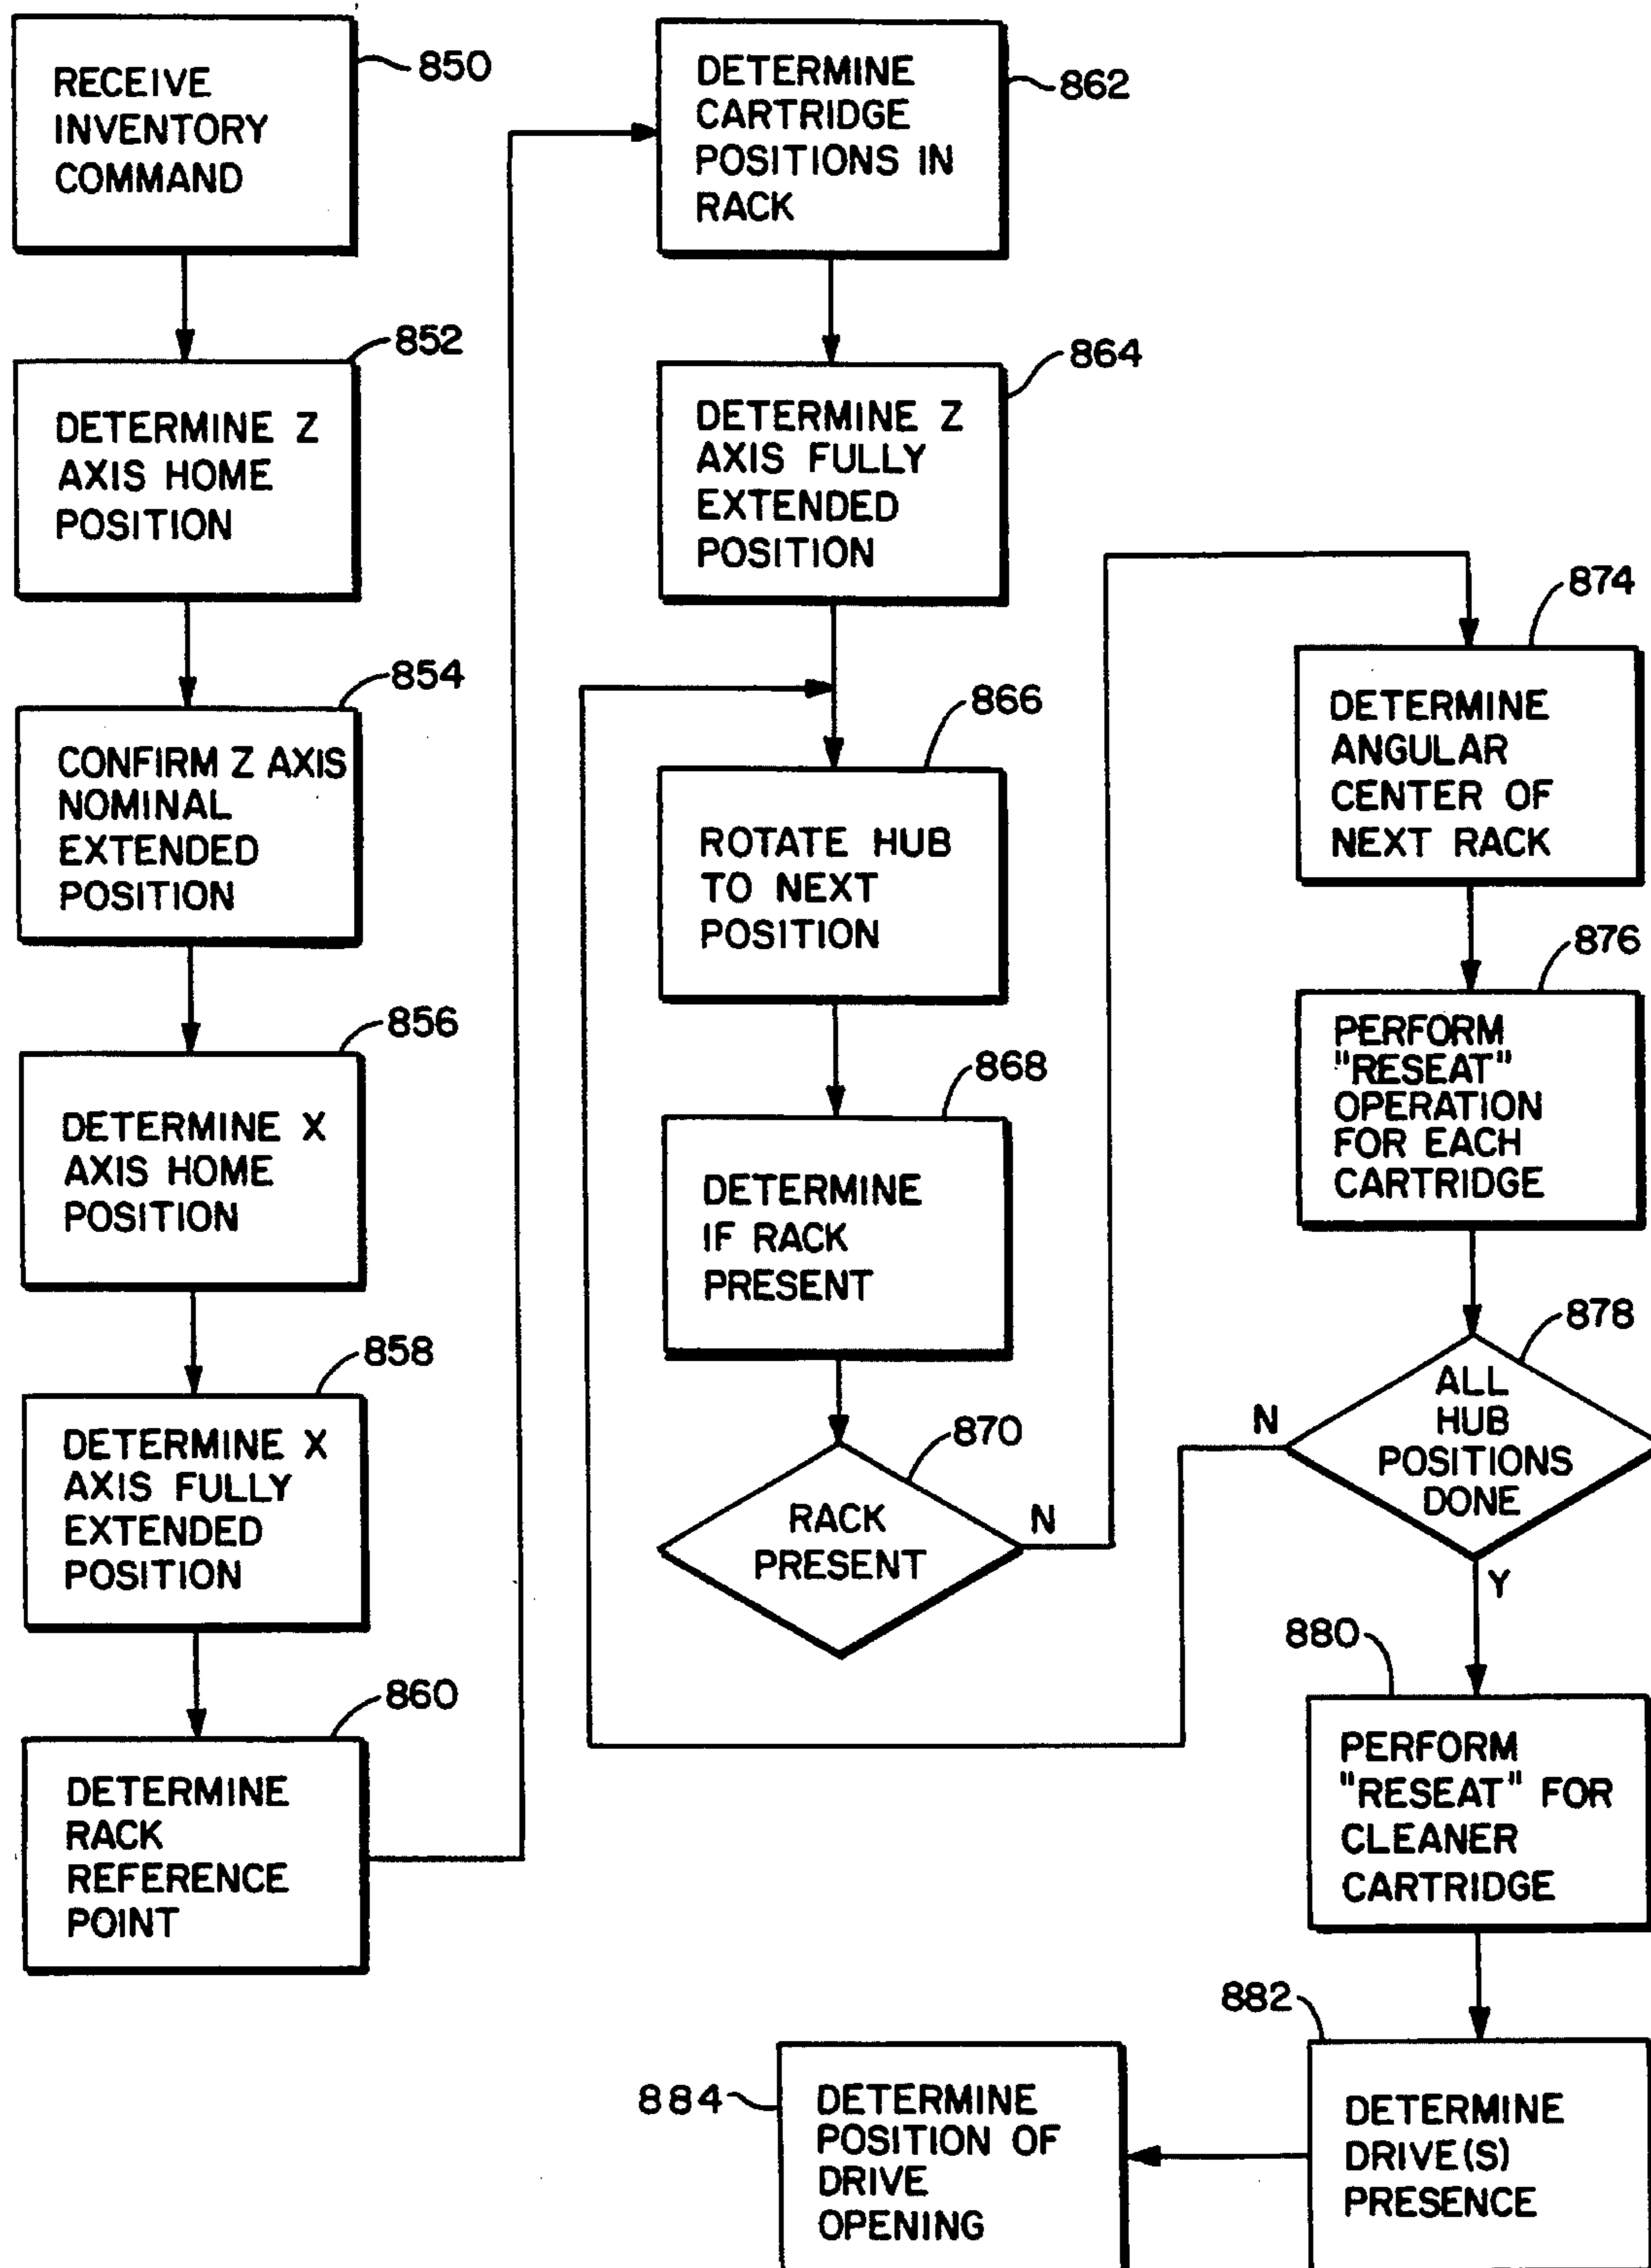 RECEIVE
INVENTORY
COMMAND
850
DETERMINE Z
AXIS HOME
POSITION
852
CONFIRM Z AXIS
NOMINAL
EXTENDED
POSITION
854
DETERMINE X
AXIS HOME
POSITION
856
DETERMINE X
AXIS FULLY
EXTENDED
POSITION
858
DETERMINE
RACK
REFERENCE
POINT
860
DETERMINE
CARTRIDGE
POSITIONS IN
RACK
862
DETERMINE Z
AXIS FULLY
EXTENDED
POSITION
864
ROTATE HUB
TO NEXT
POSITION
866
DETERMINE
IF RACK
PRESENT
868
RACK
PRESENT
870
N
DETERMINE
ANGULAR
CENTER OF
NEXT RACK
874
PERFORM
"RESEAT"
OPERATION
FOR EACH
CARTRIDGE
876
ALL
HUB
POSITIONS
DONE
878
N
Y
PERFORM
"RESEAT" FOR
CLEANER
CARTRIDGE
880
DETERMINE
DRIVE(S)
PRESENCE
882
DETERMINE
POSITION OF
DRIVE
OPENING
884